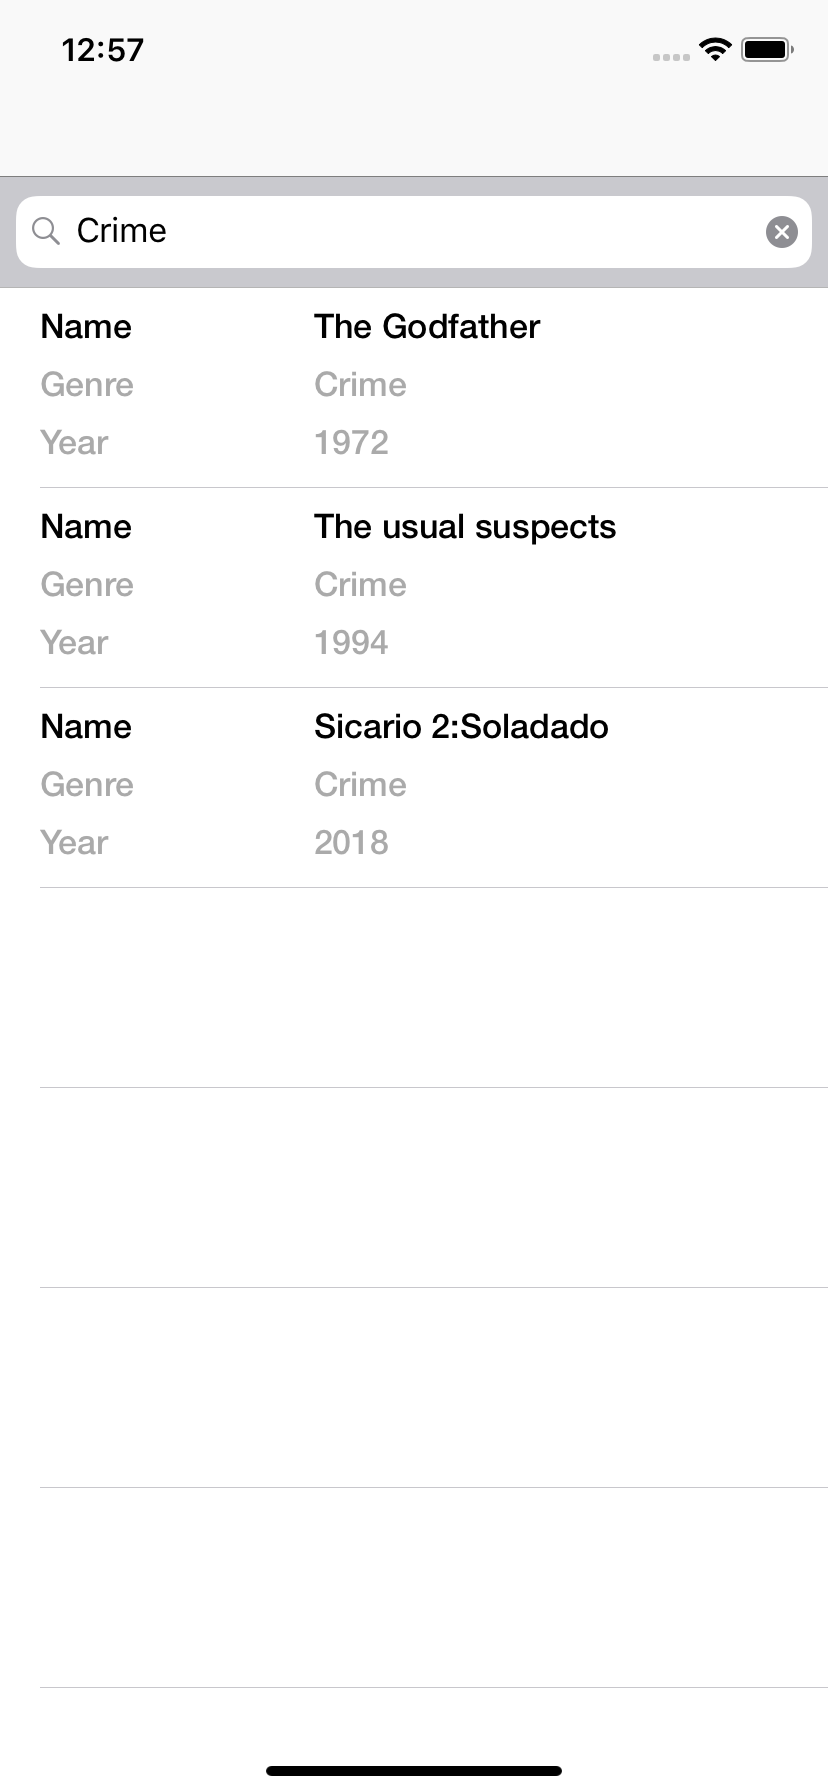 12:57
Crime
Name The Godfather
Genre Crime
Year 1972
Name The usual suspects
Genre Crime
Year 1994
Name Sicario 2:Soladado
Genre Crime
Year 2018